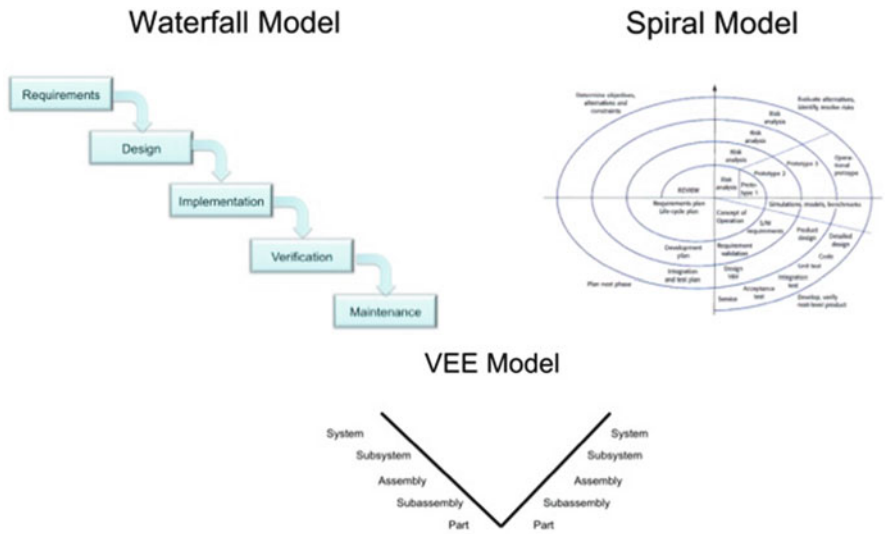 Waterfall Model
Requirements
Design
Implementation
Verification
Maintenance
Spiral Model
Determine objectives,
alternatives and
constraints
Evaluate alternatives,
identify, resolve risks
Risk
analysis
Risk
analysis
Risk
analysis
Risk
analysis
Proto-
type 1
Prototype 2
Prototype 3
Opera-
tional
prototype
REVIEW
Requirements plan
Life-cycle plan
Concept of
Operation
Simulations, models, benchmarks
S/W
requirements
Product
design
Detailed
design
Development
plan
Requirement
validation
Code
Unit test
Integration
and test plan
Design
V&V
Integration
test
Plan next phase
Acceptance
test
Service
Develop, verify
next-level product
VEE Model
System
Subsystem
Assembly
Subassembly
Part
System
Subsystem
Assembly
Subassembly
Part